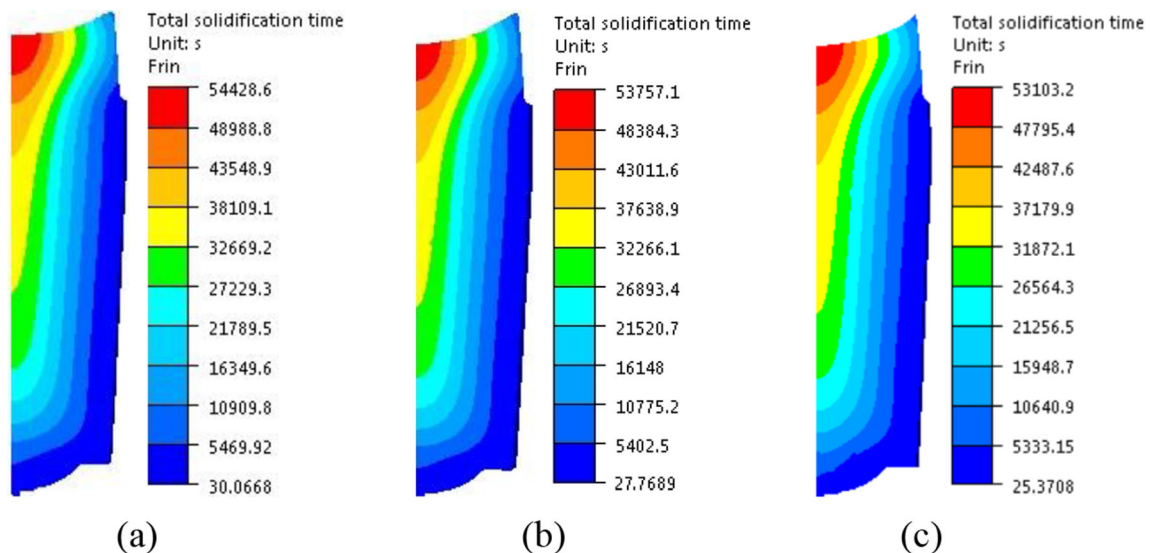 Total solidification time
Unit: s
Frin
54428.6
48988.8
43548.9
38109.1
32669.2
27229.3
21789.5
16349.6
10909.8
5469.92
30.0668
(a)
Total solidification time
Unit: s
Frin
53757.1
48384.3
43011.6
37638.9
32266.1
26893.4
21520.7
16148
10775.2
5402.5
27.7689
(b)
Total solidification time
Unit: s
Frin
53103.2
47795.4
42487.6
37179.9
31872.1
26564.3
21256.5
15948.7
10640.9
5333.15
25.3708
(c)